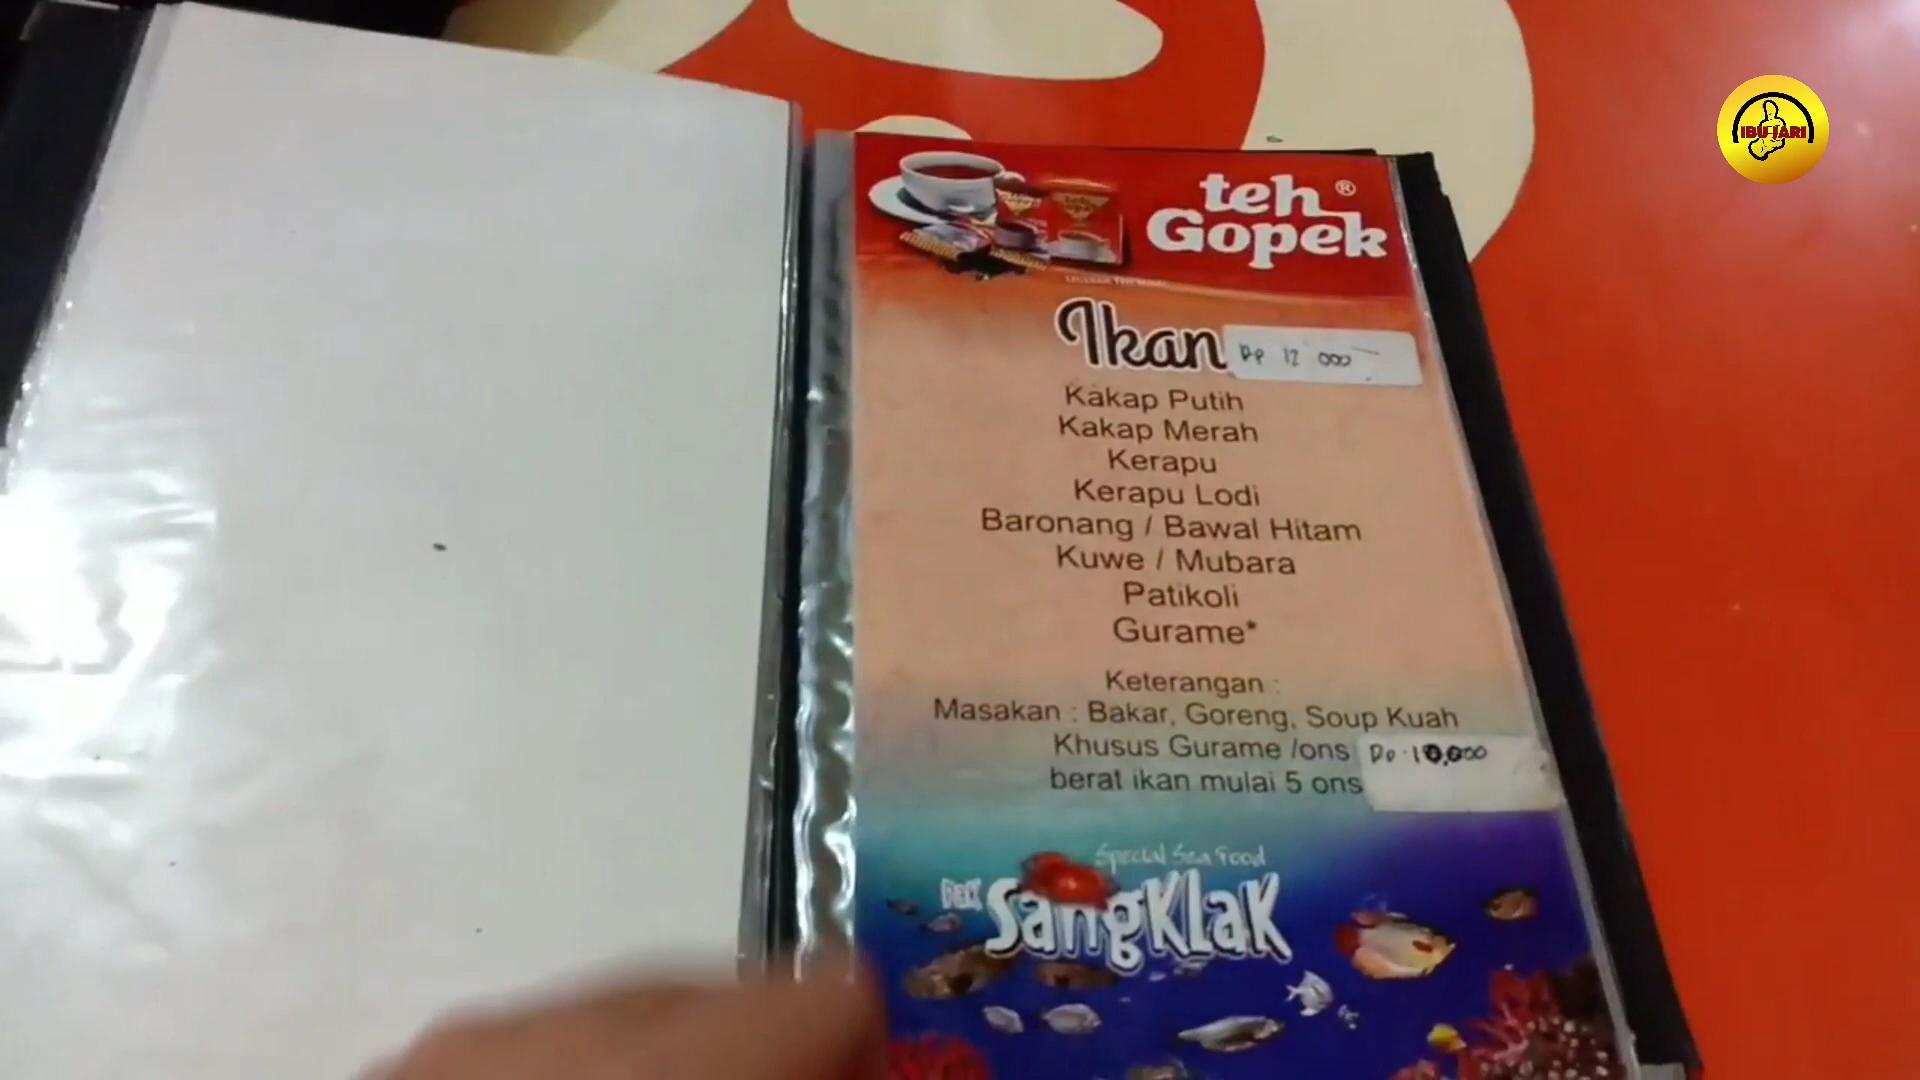 IBU JARI
teh ®
Gopek
Ikan Rp 12 000
Kakap Putih
Kakap Merah
Kerapu
Kerapu Lodi
Baronang / Bawal Hitam
Kuwe / Mubara
Patikoli
Gurame*
Keterangan :
Masakan : Bakar, Goreng, Soup Kuah
Khusus Gurame /ons Rp 10,000
berat ikan mulai 5 ons
Special Sea Food
Pak SangKLaK